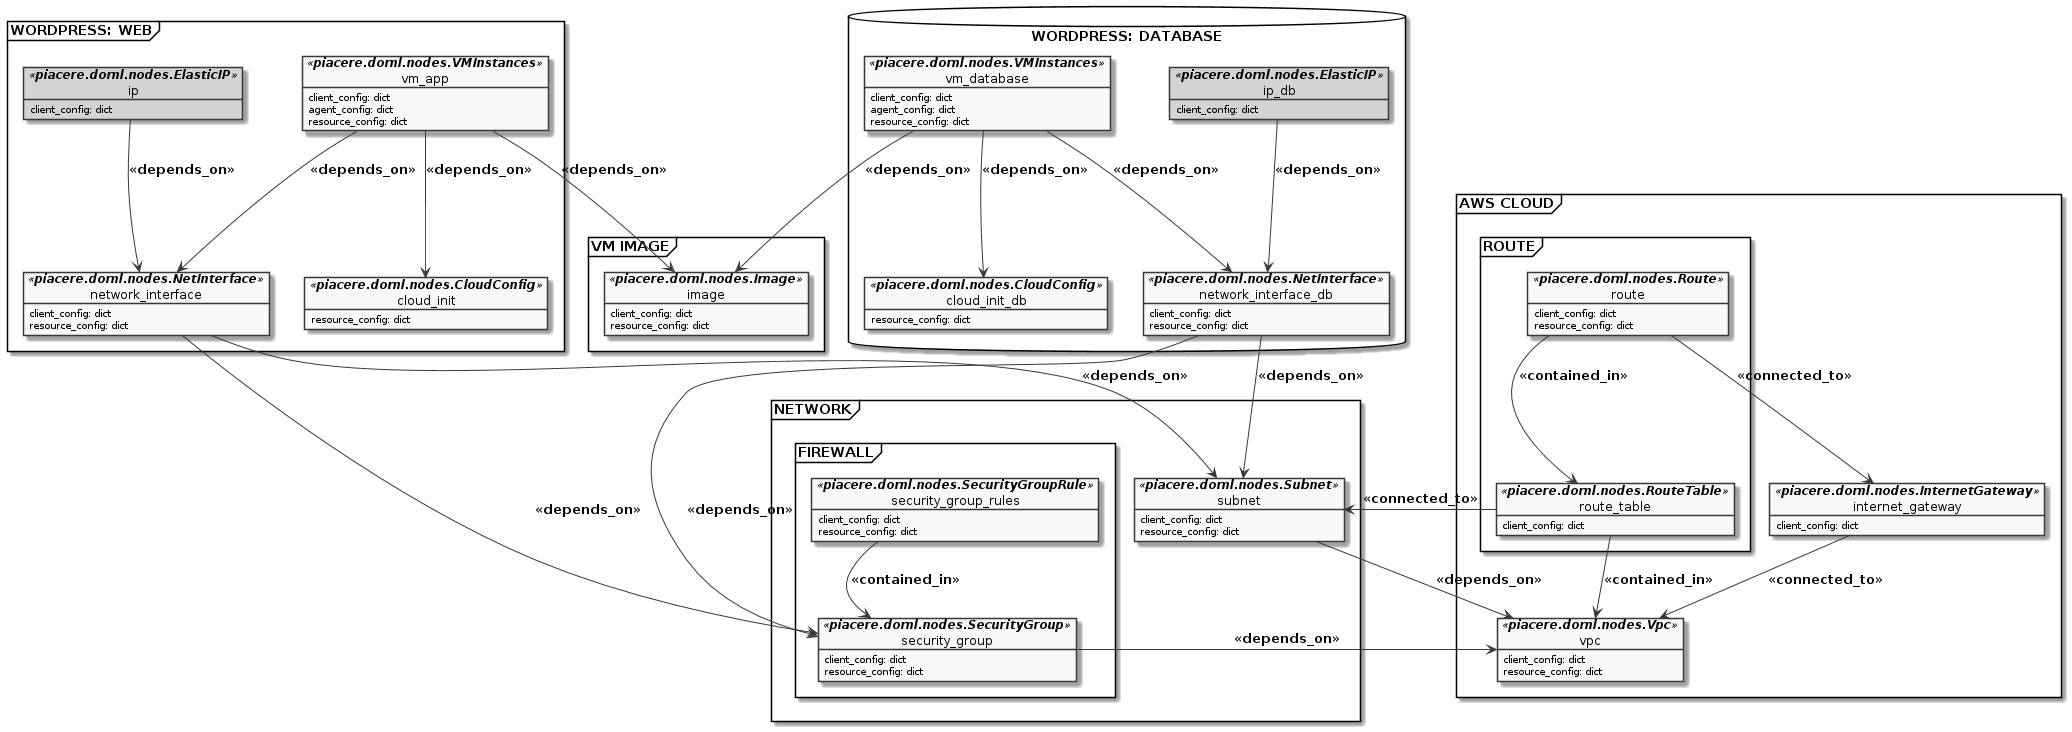 WORDPRESS: WEB
«piacere.doml.nodes.ElasticIP»
ip
client_config: dict
«piacere.doml.nodes.VMInstances»
vm_app
client_config: dict
agent_config: dict
resource_config: dict
«depends_on»
«depends_on»
«depends_on»
«depends_on»
«piacere.doml.nodes.NetInterface»
network_interface
client_config: dict
resource_config: dict
«piacere.doml.nodes.CloudConfig»
cloud_init
resource_config: dict
VM IMAGE
«piacere.doml.nodes.Image»
image
client_config: dict
resource_config: dict
WORDPRESS: DATABASE
«piacere.doml.nodes.VMInstances»
vm_database
client_config: dict
agent_config: dict
resource_config: dict
«piacere.doml.nodes.ElasticIP»
ip_db
client_config: dict
«depends_on»
«depends_on»
«depends_on»
«depends_on»
«piacere.doml.nodes.CloudConfig»
cloud_init_db
resource_config: dict
«piacere.doml.nodes.NetInterface»
network_interface_db
client_config: dict
resource_config: dict
«depends_on»
«depends_on»
«depends_on»
«depends_on»
NETWORK
FIREWALL
«piacere.doml.nodes.SecurityGroupRule»
security_group_rules
client_config: dict
resource_config: dict
«contained_in»
«piacere.doml.nodes.SecurityGroup»
security_group
client_config: dict
resource_config: dict
«piacere.doml.nodes.Subnet»
subnet
client_config: dict
resource_config: dict
«connected_to»
«depends_on»
«depends_on»
AWS CLOUD
ROUTE
«piacere.doml.nodes.Route»
route
client_config: dict
resource_config: dict
«contained_in»
«connected_to»
«piacere.doml.nodes.RouteTable»
route_table
client_config: dict
«piacere.doml.nodes.InternetGateway»
internet_gateway
client_config: dict
«contained_in»
«connected_to»
«piacere.doml.nodes.Vpc»
vpc
client_config: dict
resource_config: dict